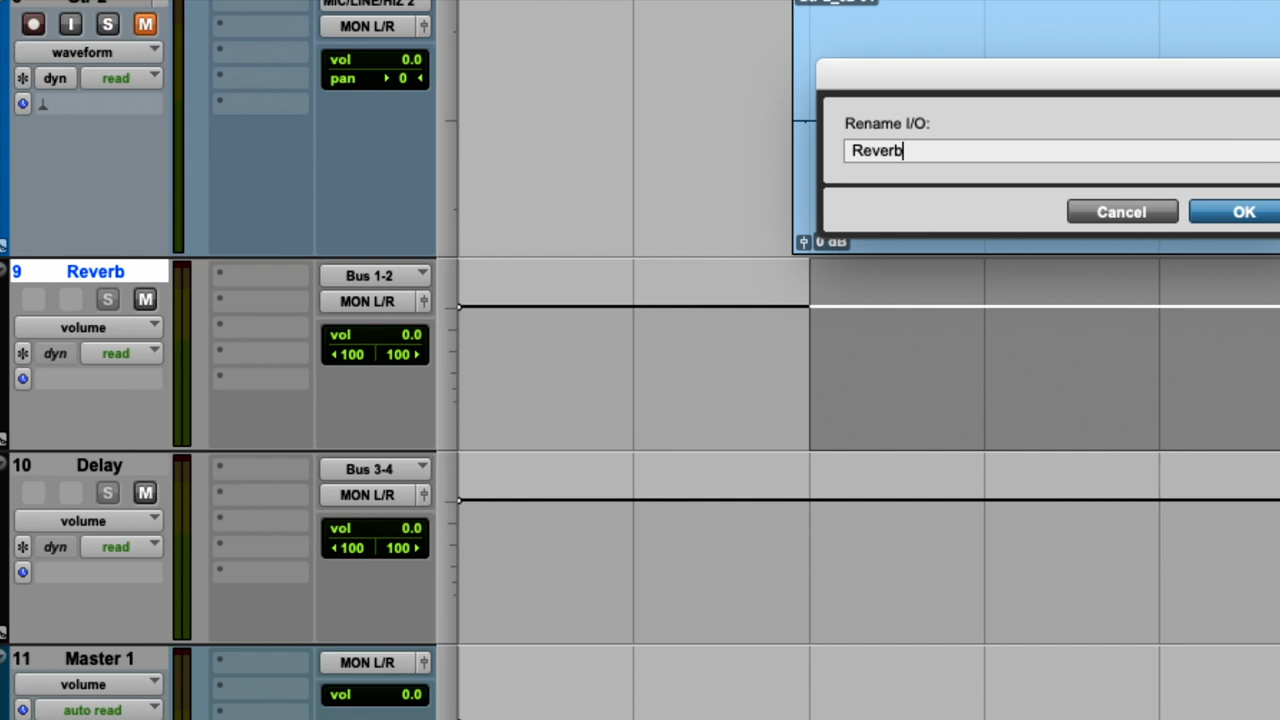 MIC/LINE/HIZ 2
I S M
MON L/R
waveform
vol 0.0
pan 0
dyn read
Rename I/O:
Reverb
Cancel OK
0 dB
9 Reverb
Bus 1-2
S M
MON L/R
volume
vol 0.0
dyn read
100 100
10 Delay
Bus 3-4
S M
MON L/R
volume
vol 0.0
dyn read
100 100
11 Master 1
MON L/R
volume
vol 0.0
auto read